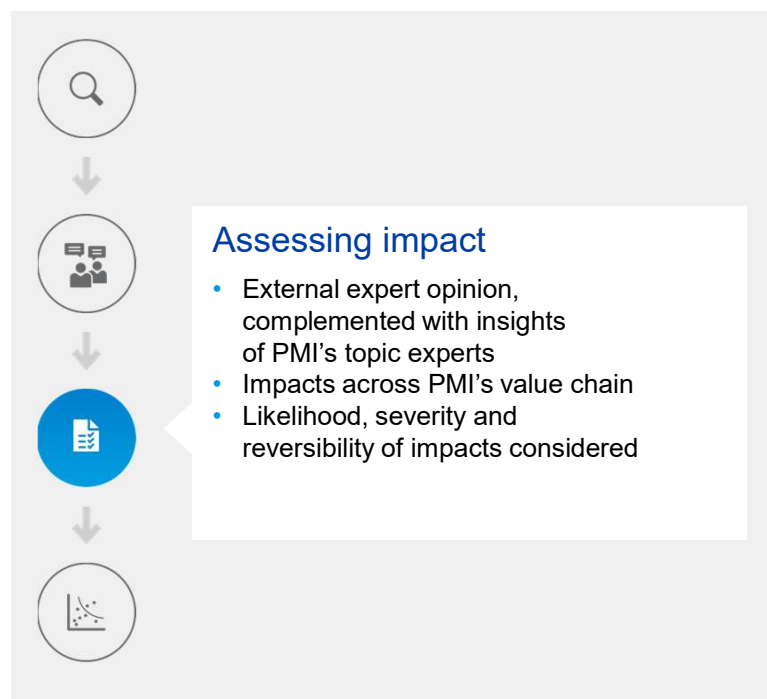 Assessing impact
• External expert opinion,
complemented with insights
of PMI's topic experts
• Impacts across PMI's value chain
• Likelihood, severity and
reversibility of impacts considered